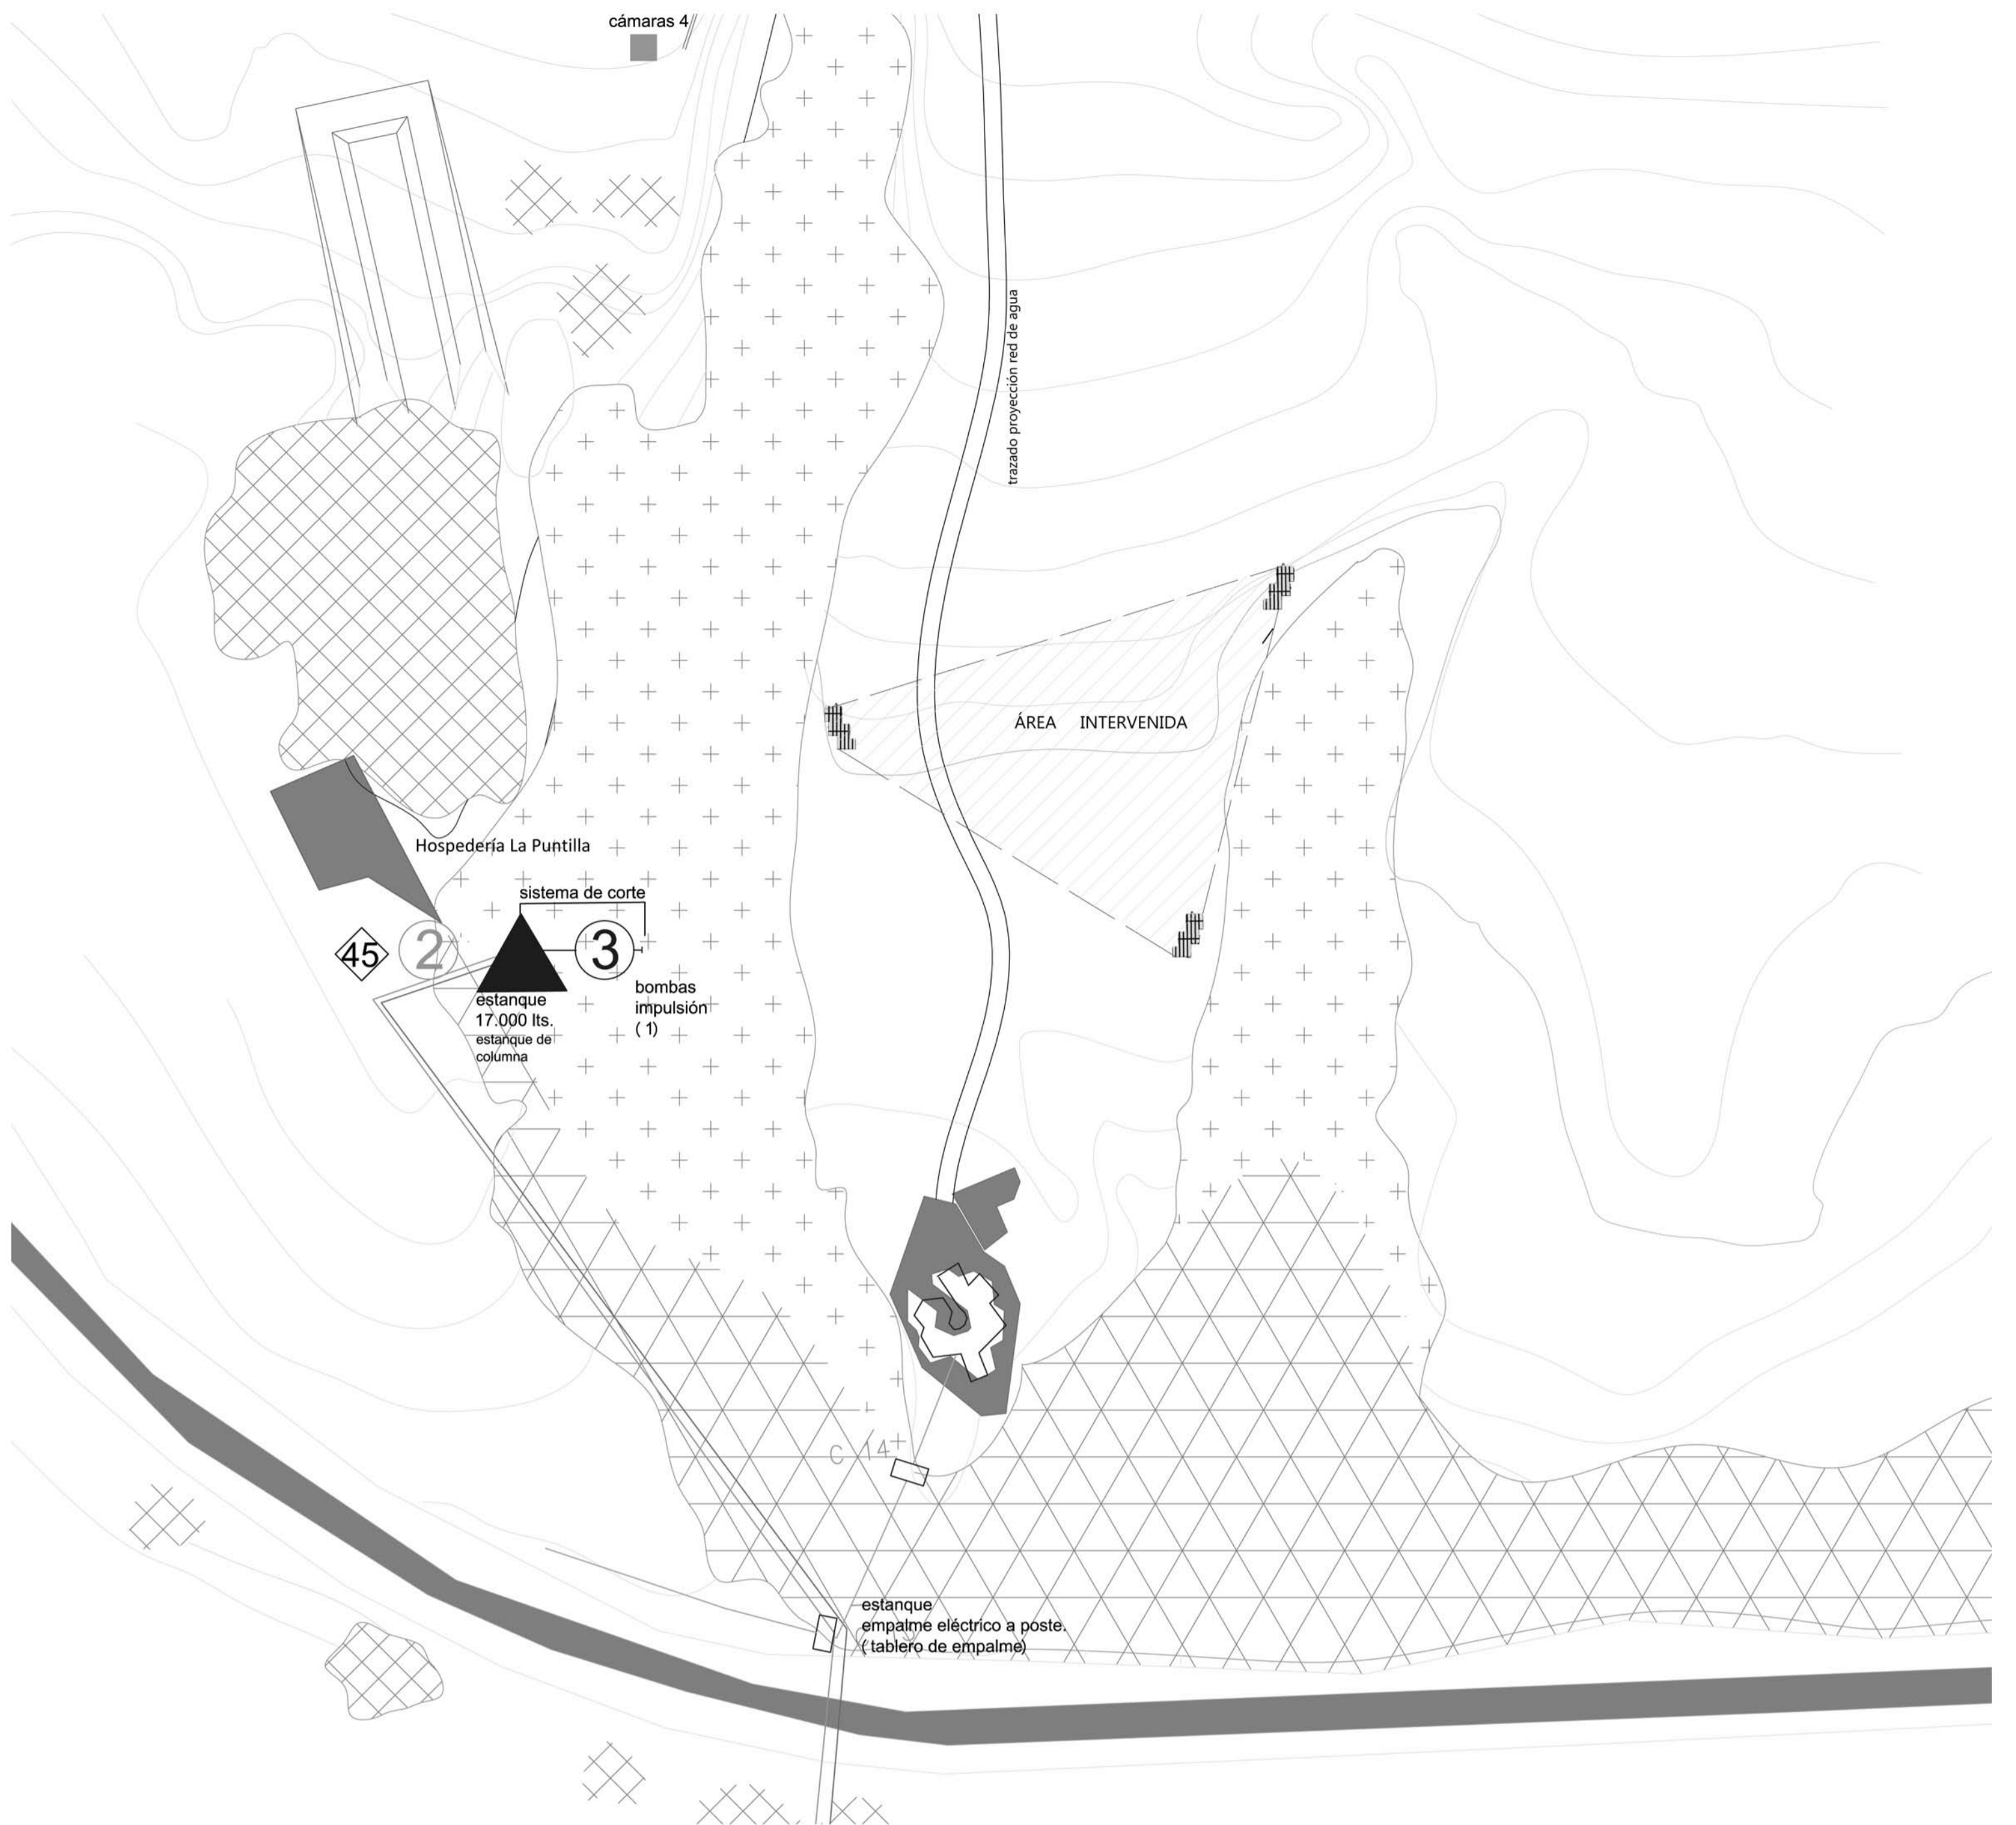 cámaras 4
trazado proyección red de agua
ÁREA INTERVENIDA
Hospedería La Puntilla
sistema de corte
45
2
3
estanque
17.000 lts.
estanque de
columna
bombas
impulsión
( 1)
C 14
estanque
empalme eléctrico a poste.
( tablero de empalme)